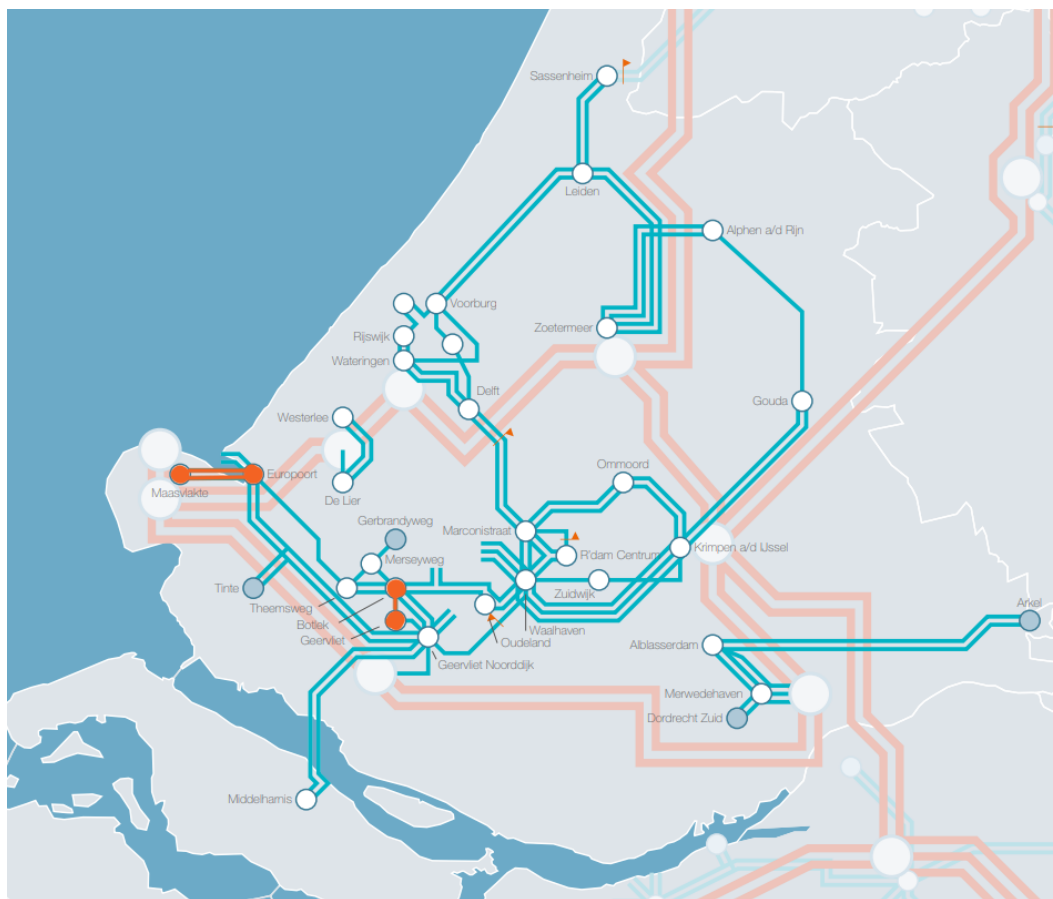 Sassenheim
Leiden
Alphen a/d Rijn
Voorburg
Zoetermeer
Rijswijk
Wateringen
Delft
Gouda
Westerlee
Ommoord
Europoort
Maasvlakte
De Lier
Gerbrandyweg
Marconistraat
R'dam Centrum
Krimpen a/d IJssel
Merseyweg
Tinte
Theemsweg
Zuidwijk
Arkel
Botlek
Waalhaven
Geervliet
Oudeland
Alblasserdam
Geervliet Noorddijk
Merwedehaven
Dordrecht Zuid
Middelharnis